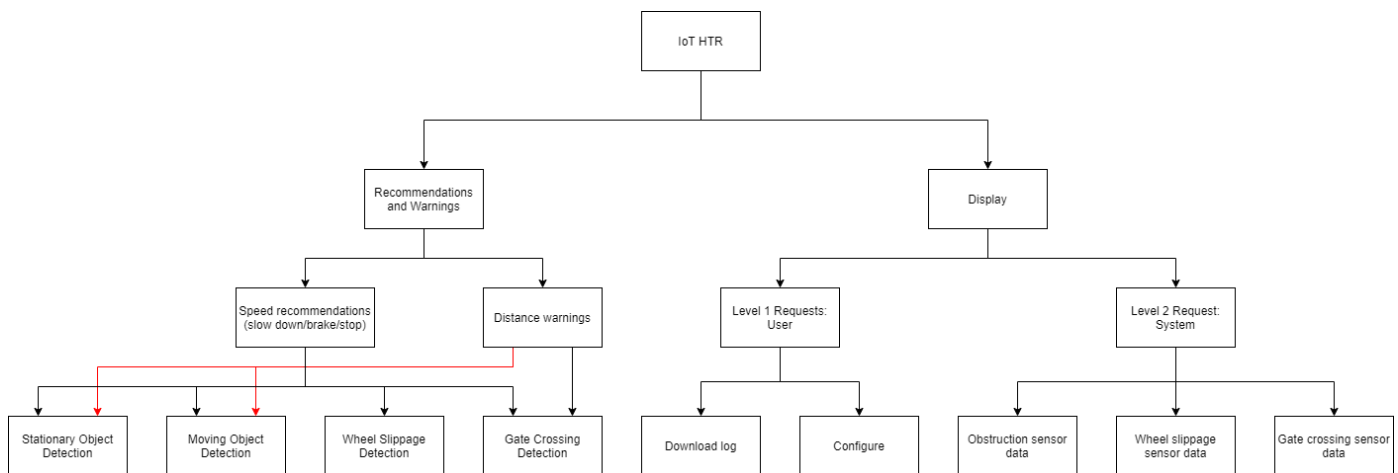 IoT HTR
Recommendations
and Warnings
Display
Speed recommendations
(slow down/brake/stop)
Distance warnings
Level 1 Requests:
User
Level 2 Request:
System
Stationary Object
Detection
Moving Object
Detection
Wheel Slippage
Detection
Gate Crossing
Detection
Download log
Configure
Obstruction sensor
data
Wheel slippage
sensor data
Gate crossing sensor
data